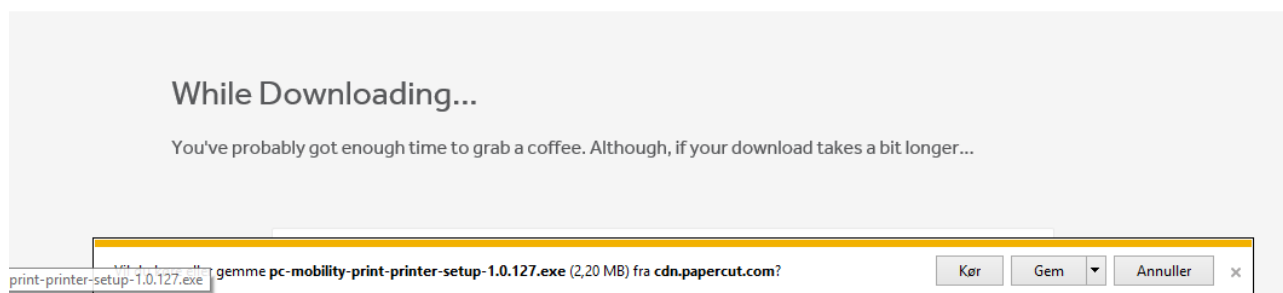 While Downloading...
You've probably got enough time to grab a coffee. Although, if your download takes a bit longer...
gemme pc-mobility-print-printer-setup-1.0.127.exe (2,20 MB) fra cdn.papercut.com? Kør Gem Annuller
print-printer-setup-1.0.127.exe